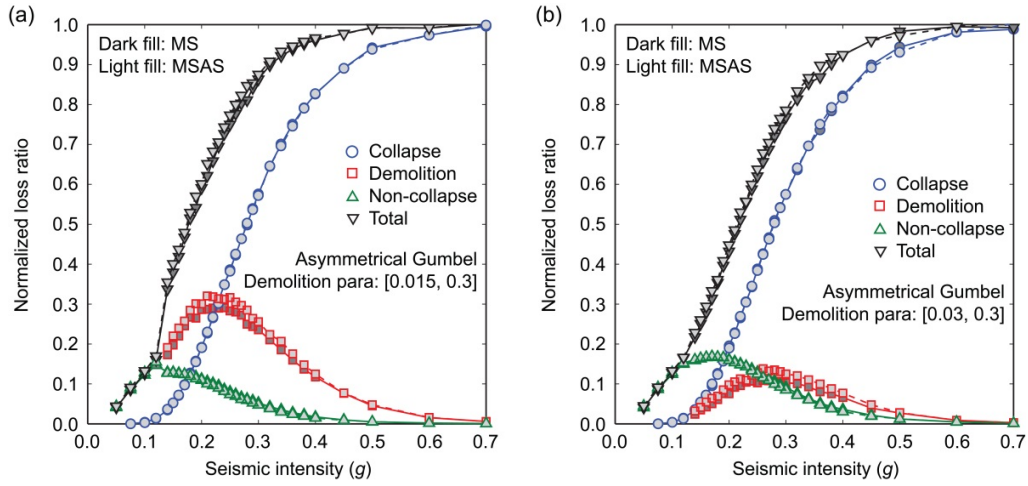 (a)
Normalized loss ratio
1.0
0.9
0.8
0.7
0.6
0.5
0.4
0.3
0.2
0.1
0.0
Dark fill: MS
Light fill: MSAS
Collapse
Demolition
Non-collapse
Total
Asymmetrical Gumbel
Demolition para: [0.015, 0.3]
0.0 0.1 0.2 0.3 0.4 0.5 0.6 0.7
Seismic intensity (g)
(b)
Normalized loss ratio
1.0
0.9
0.8
0.7
0.6
0.5
0.4
0.3
0.2
0.1
0.0
Dark fill: MS
Light fill: MSAS
Collapse
Demolition
Non-collapse
Total
Asymmetrical Gumbel
Demolition para: [0.03, 0.3]
0.0 0.1 0.2 0.3 0.4 0.5 0.6 0.7
Seismic intensity (g)